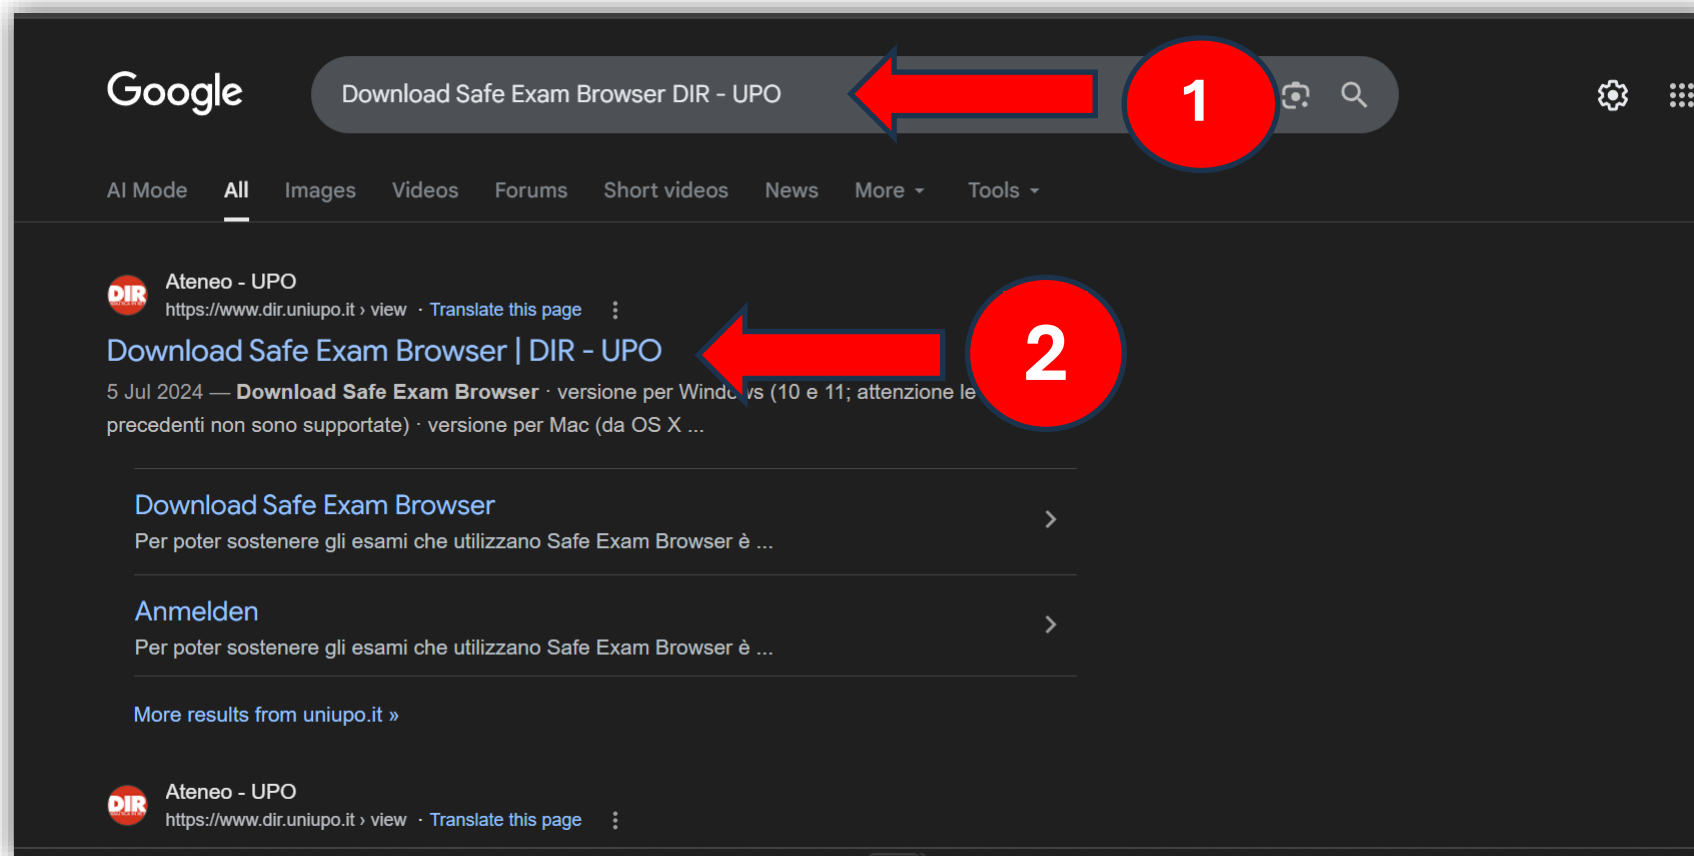 Google
Download Safe Exam Browser DIR - UPO
1
AI Mode All Images Videos Forums Short videos News More Tools
DIR
Ateneo - UPO
https://www.dir.uniupo.it › view · Translate this page
Download Safe Exam Browser | DIR - UPO
2
5 Jul 2024 — Download Safe Exam Browser · versione per Windows (10 e 11; attenzione le
precedenti non sono supportate) · versione per Mac (da OS X ...
Download Safe Exam Browser
Per poter sostenere gli esami che utilizzano Safe Exam Browser è ...
Anmelden
Per poter sostenere gli esami che utilizzano Safe Exam Browser è ...
More results from uniupo.it »
DIR
Ateneo - UPO
https://www.dir.uniupo.it › view · Translate this page